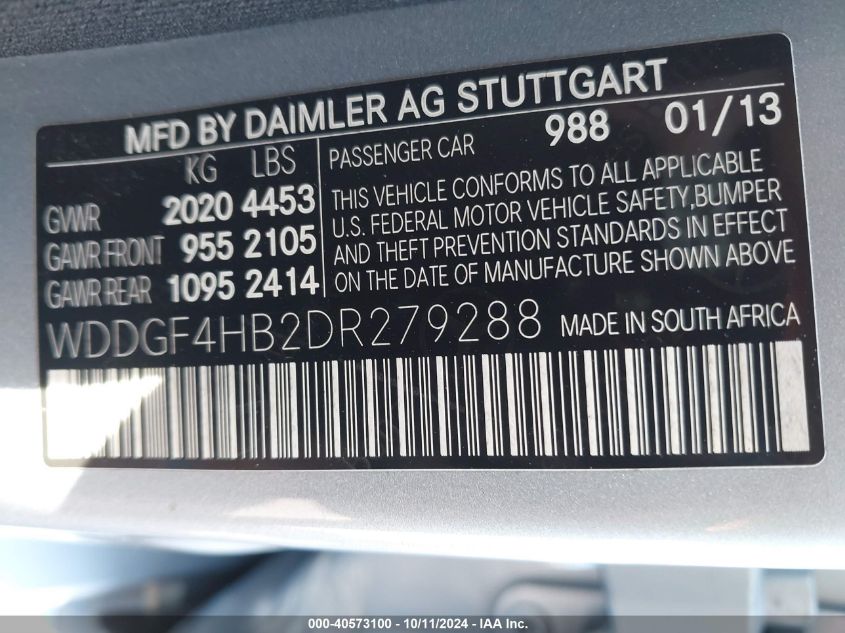 MFD BY DAIMLER AG STUTTGART
KG LBS
GVWR 2020 4453
GAWR FRONT 955 2105
GAWR REAR 1095 2414
PASSENGER CAR 988 01/13
THIS VEHICLE CONFORMS TO ALL APPLICABLE
U.S. FEDERAL MOTOR VEHICLE SAFETY,BUMPER
AND THEFT PREVENTION STANDARDS IN EFFECT
ON THE DATE OF MANUFACTURE SHOWN ABOVE
WDDGF4HB2DR279288 MADE IN SOUTH AFRICA
000-40573100 - 10/11/2024 - IAA Inc.